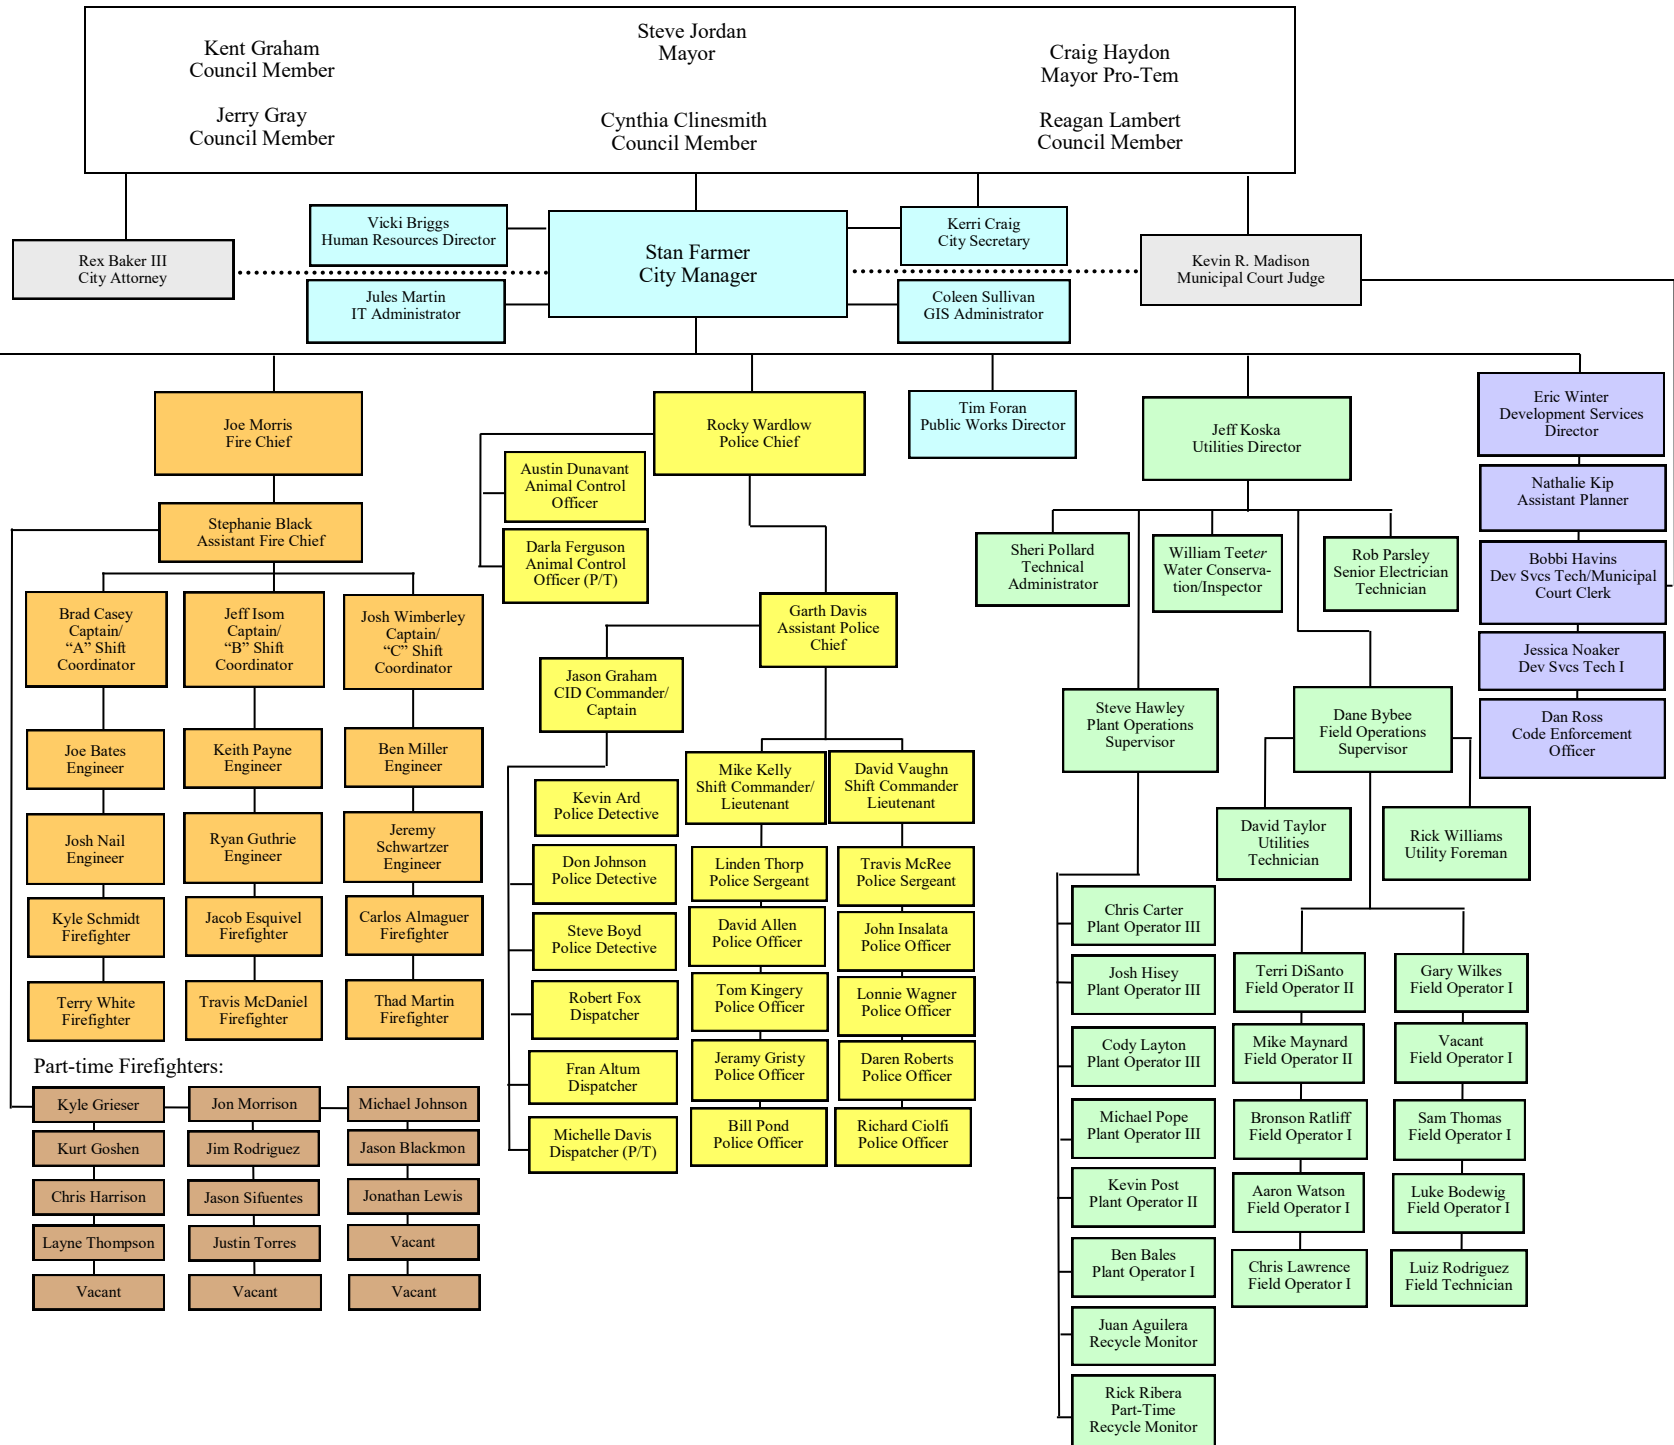 Kent Graham
Council Member
Steve Jordan
Mayor
Craig Haydon
Mayor Pro-Tem
Jerry Gray
Council Member
Cynthia Clinesmith
Council Member
Reagan Lambert
Council Member
Vicki Briggs
Human Resources Director
Kerri Craig
City Secretary
Rex Baker III
City Attorney
Stan Farmer
City Manager
Kevin R. Madison
Municipal Court Judge
Jules Martin
IT Administrator
Coleen Sullivan
GIS Administrator
Joe Morris
Fire Chief
Stephanie Black
Assistant Fire Chief
Brad Casey
Captain/
“A” Shift
Coordinator
Jeff Isom
Captain/
“B” Shift
Coordinator
Josh Wimberley
Captain/
“C” Shift
Coordinator
Joe Bates
Engineer
Keith Payne
Engineer
Ben Miller
Engineer
Josh Nail
Engineer
Ryan Guthrie
Engineer
Jeremy
Schwartzer
Engineer
Kyle Schmidt
Firefighter
Jacob Esquivel
Firefighter
Carlos Almaguer
Firefighter
Terry White
Firefighter
Travis McDaniel
Firefighter
Thad Martin
Firefighter
Part-time Firefighters:
Kyle Grieser
Jon Morrison
Michael Johnson
Kurt Goshen
Jim Rodriguez
Jason Blackmon
Chris Harrison
Jason Sifuentes
Jonathan Lewis
Layne Thompson
Justin Torres
Vacant
Vacant
Vacant
Vacant
Rocky Wardlow
Police Chief
Austin Dunavant
Animal Control
Officer
Darla Ferguson
Animal Control
Officer (P/T)
Garth Davis
Assistant Police
Chief
Jason Graham
CID Commander/
Captain
Kevin Ard
Police Detective
Don Johnson
Police Detective
Steve Boyd
Police Detective
Robert Fox
Dispatcher
Fran Altum
Dispatcher
Michelle Davis
Dispatcher (P/T)
Mike Kelly
Shift Commander/
Lieutenant
Linden Thorp
Police Sergeant
David Allen
Police Officer
Tom Kingery
Police Officer
Jeramy Gristy
Police Officer
Bill Pond
Police Officer
David Vaughn
Shift Commander
Lieutenant
Travis McRee
Police Sergeant
John Insalata
Police Officer
Lonnie Wagner
Police Officer
Daren Roberts
Police Officer
Richard Ciolfi
Police Officer
Tim Foran
Public Works Director
Jeff Koska
Utilities Director
Sheri Pollard
Technical
Administrator
William Teeter
Water Conserva-
tion/Inspector
Rob Parsley
Senior Electrician
Technician
Steve Hawley
Plant Operations
Supervisor
Dane Bybee
Field Operations
Supervisor
David Taylor
Utilities
Technician
Rick Williams
Utility Foreman
Chris Carter
Plant Operator III
Josh Hisey
Plant Operator III
Cody Layton
Plant Operator III
Michael Pope
Plant Operator III
Kevin Post
Plant Operator II
Ben Bales
Plant Operator I
Juan Aguilera
Recycle Monitor
Rick Ribera
Part-Time
Recycle Monitor
Terri DiSanto
Field Operator II
Mike Maynard
Field Operator II
Bronson Ratliff
Field Operator I
Aaron Watson
Field Operator I
Chris Lawrence
Field Operator I
Gary Wilkes
Field Operator I
Vacant
Field Operator I
Sam Thomas
Field Operator I
Luke Bodewig
Field Operator I
Luiz Rodriguez
Field Technician
Eric Winter
Development Services
Director
Nathalie Kip
Assistant Planner
Bobbi Havins
Dev Svcs Tech/Municipal
Court Clerk
Jessica Noaker
Dev Svcs Tech I
Dan Ross
Code Enforcement
Officer